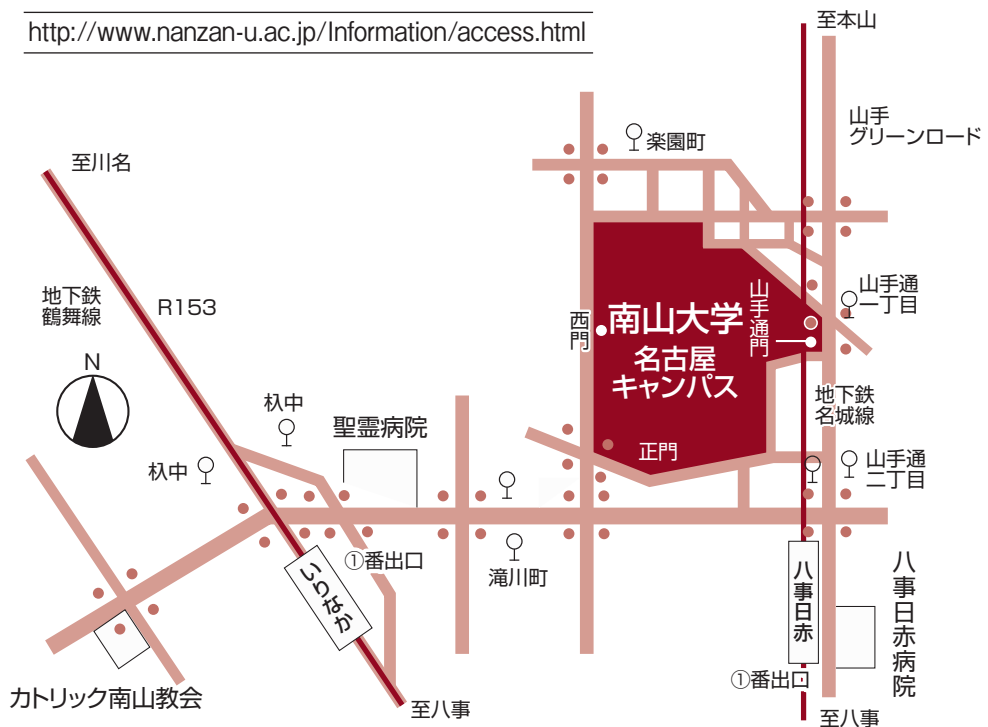 http://www.nanzan-u.ac.jp/Information/access.html
至本山
山手
グリーンロード
楽園町
至川名
地下鉄
鶴舞線
R153
N
西門
南山大学
名古屋
キャンパス
山手通門
山手通
一丁目
地下鉄
名城線
杁中
杁中
聖霊病院
正門
山手通
二丁目
①番出口
いりなか
滝川町
八事日赤
八事日赤病院
カトリック南山教会
至八事
①番出口
至八事